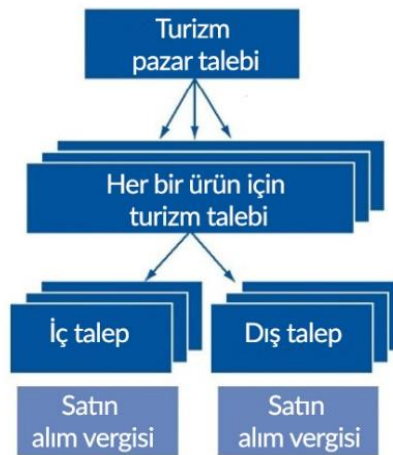 Turizm
pazar talebi
Her bir ürün için
turizm talebi
İç talep
Dış talep
Satın
alım vergisi
Satın
alım vergisi